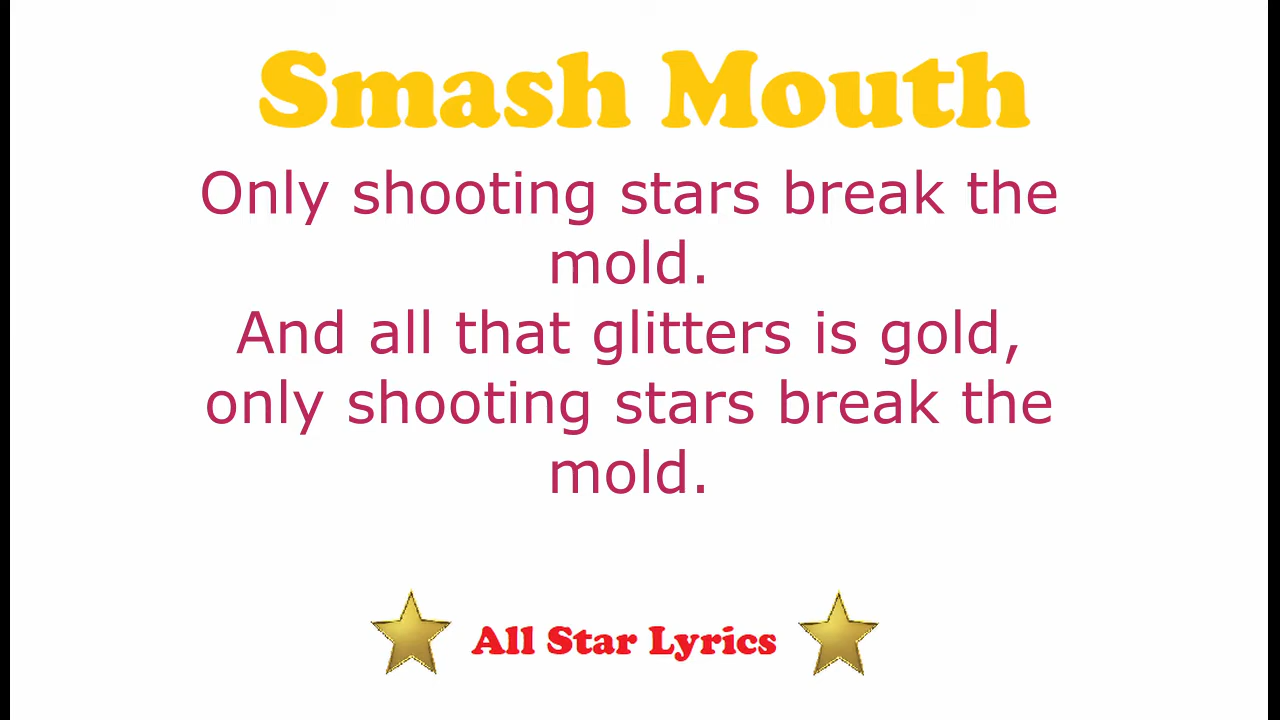 Smash Mouth
Only shooting stars break the
mold.
And all that glitters is gold,
only shooting stars break the
mold.
All Star Lyrics